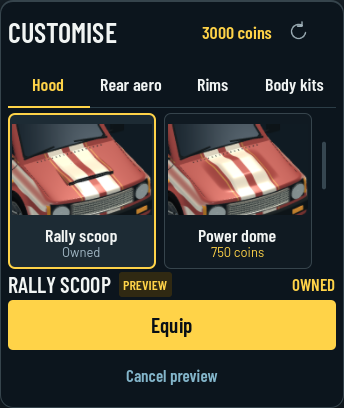 CUSTOMISE 3000 coins
Hood Rear aero Rims Body kits
Rally scoop Power dome
Owned 750 coins
RALLY SCOOP PREVIEW OWNED
Equip
Cancel preview